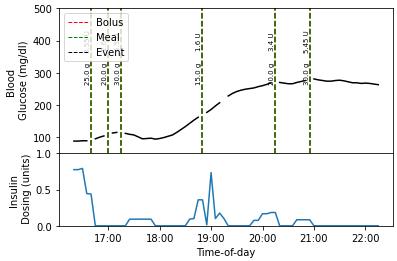 500
400
300
200
100
Blood
Glucose (mg/dl)
Bolus
Meal
Event
25.0 g
20.0 g
30.0 g
15.0 g
1.6 U
3.4 U
30.0 g
5.45 U
1.0
0.5
0.0
Insulin
Dosing (units)
17:00
18:00
19:00
20:00
21:00
22:00
Time-of-day